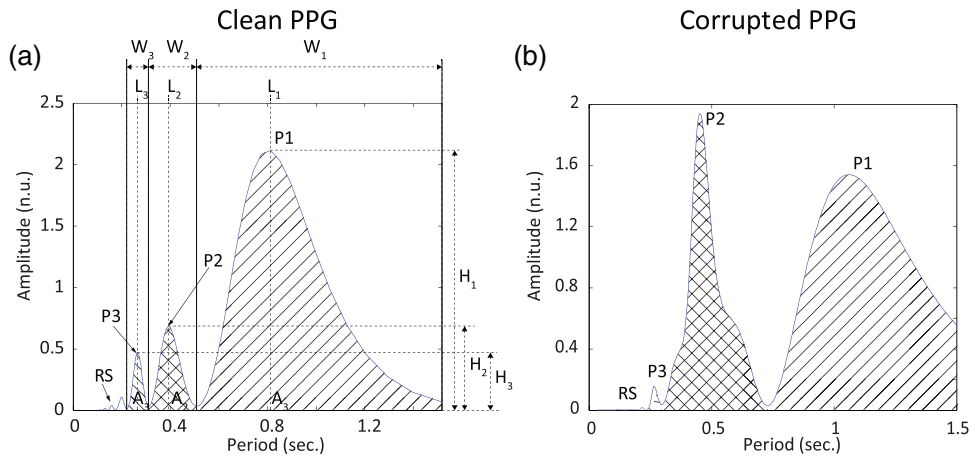 Clean PPG
Corrupted PPG
(a)
W3 W2 W1
L3 L2 L1
2.5
2
1.5
1
0.5
0
Amplitude (n.u.)
P1
P2
P3
RS
A3 A2 A3
H1
H2
H3
0 0.4 0.8 1.2
Period (sec.)
(b)
2
1.6
1.2
0.8
0.4
0
Amplitude (n.u.)
P2
P1
P3
RS
0 0.5 1 1.5
Period (sec.)